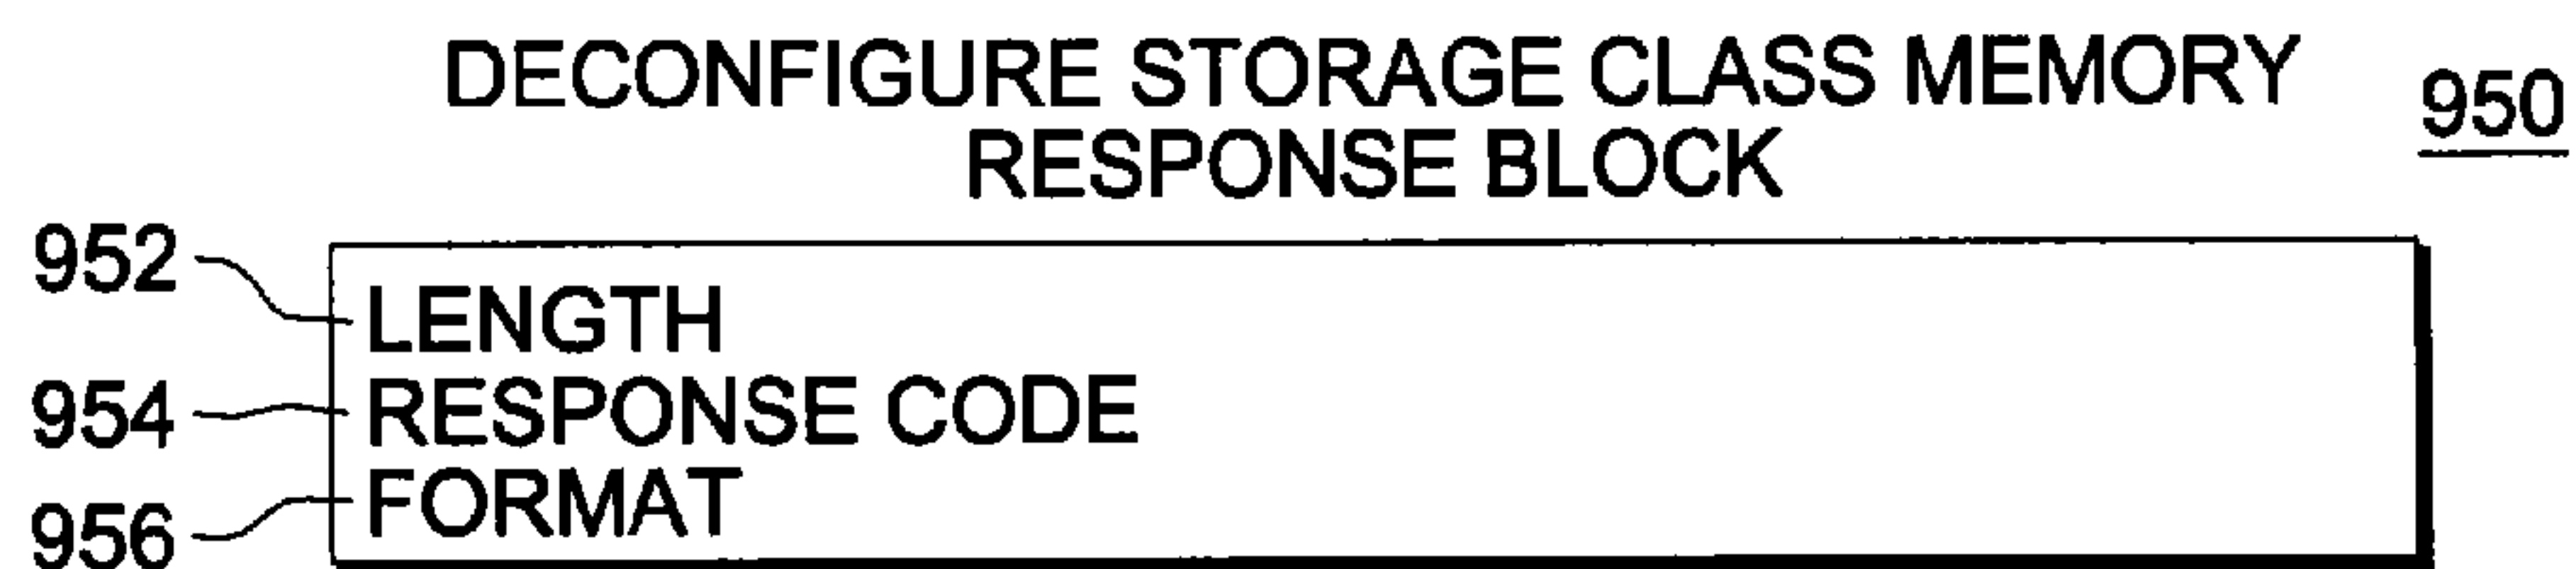 DECONFIGURE STORAGE CLASS MEMORY
RESPONSE BLOCK
950
952
LENGTH
954
RESPONSE CODE
956
FORMAT